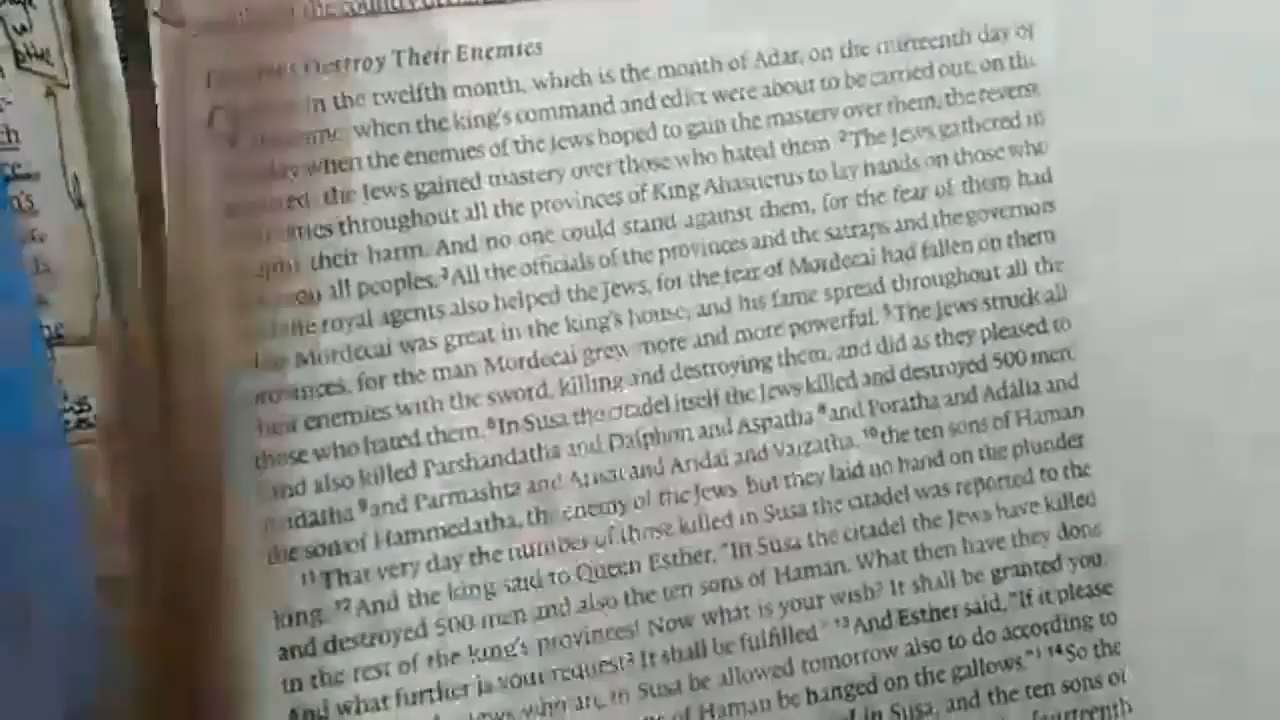 Destroy Their Enemies
in the twelfth month, which is the month of Adar, on the thirteenth day of
when the king's command and edict were about to be carried out, on the
when the enemies of the Jews hoped to gain the mastery over them, the reverse
the Jews gained mastery over those who hated them. ²The Jews gathered in
throughout all the provinces of King Ahasuerus to lay hands on those who
their harm. And no one could stand against them, for the fear of them had
all peoples. ³All the officials of the provinces and the satraps and the governors
royal agents also helped the Jews, for the fear of Mordecai had fallen on them
Mordecai was great in the king's house, and his fame spread throughout all the
for the man Mordecai grew more and more powerful. ⁵The Jews struck all
enemies with the sword, killing and destroying them, and did as they pleased to
those who hated them. ⁶In Susa the citadel itself the Jews killed and destroyed 500 men,
and also killed Parshandatha and Dalphon and Aspatha ⁸and Poratha and Adalia and
⁹and Parmashta and Arisai and Aridai and Vaizatha, ¹⁰the ten sons of Haman
the son of Hammedatha, the enemy of the Jews, but they laid no hand on the plunder
¹¹That very day the number of those killed in Susa the citadel was reported to the
king. ¹²And the king said to Queen Esther, "In Susa the citadel the Jews have killed
and destroyed 500 men and also the ten sons of Haman. What then have they done
in the rest of the king's provinces! Now what is your wish? It shall be granted you.
And what further is your request? It shall be fulfilled." ¹³And Esther said, "If it please
who are in Susa be allowed tomorrow also to do according to
of Haman be hanged on the gallows." ¹⁴So the
in Susa, and the ten sons of
fourteenth